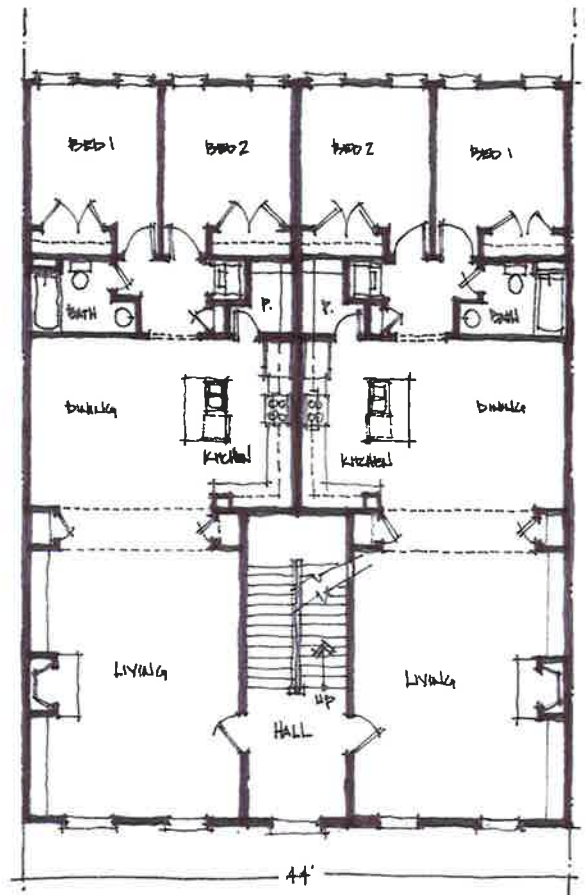 BED 1
BED 2
BED 2
BED 1
BATH
P.
P.
BATH
DINING
DINING
KITCHEN
KITCHEN
LIVING
LIVING
UP
HALL
44'